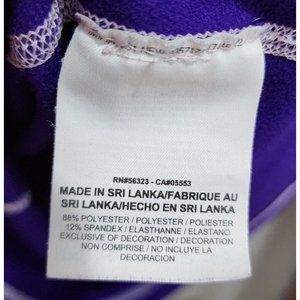 RN#56323 - CA#05553
MADE IN SRI LANKA/FABRIQUE AU
SRI LANKA/HECHO EN SRI LANKA
88% POLYESTER / POLYESTER / POLIESTER
12% SPANDEX / ELASTHANNE / ELASTANO
EXCLUSIVE OF DECORATION / DECORATION
NON COMPRISE / NO INCLUYE LA
DECORACION